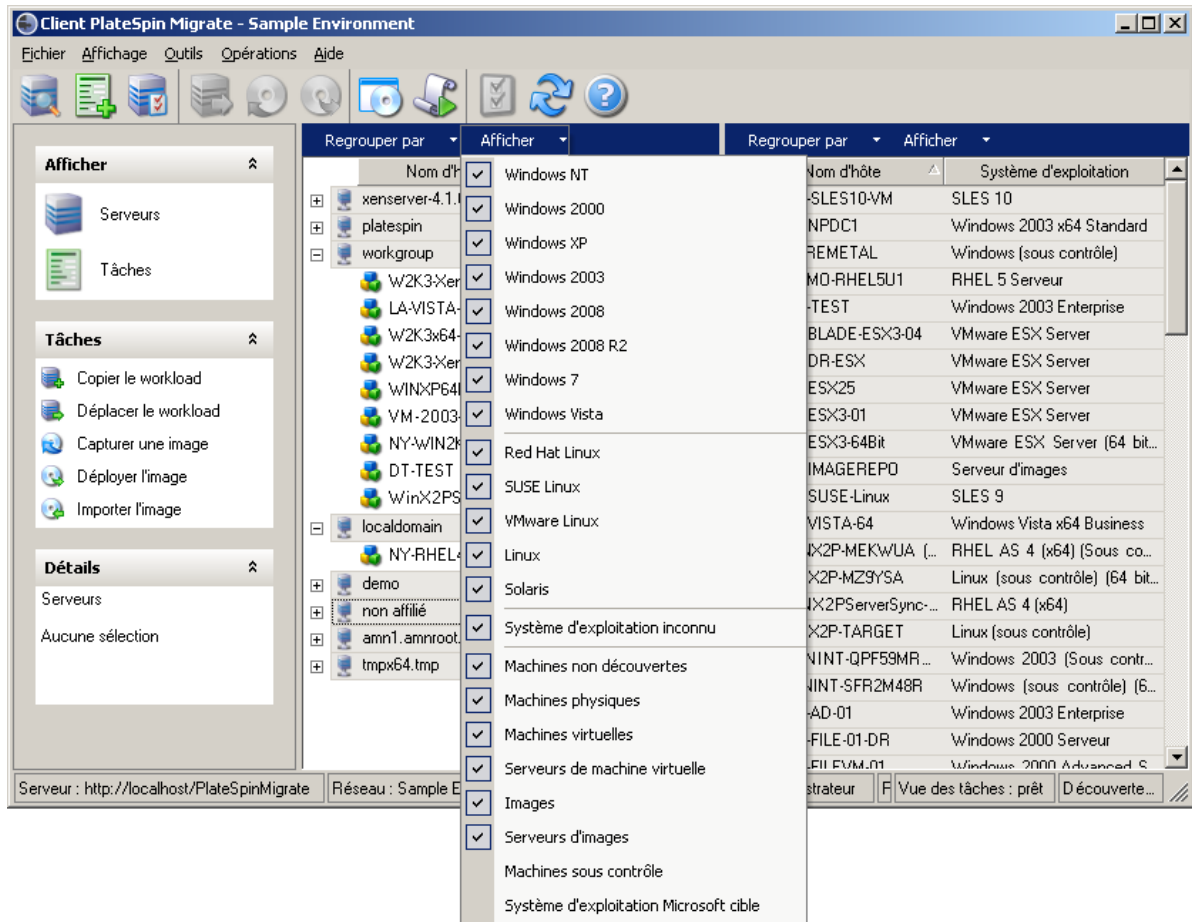 Client PlateSpin Migrate - Sample Environment
Fichier Affichage Outils Opérations Aide
Regrouper par Afficher Regrouper par Afficher
Afficher
Serveurs
Tâches
Tâches
Copier le workload
Déplacer le workload
Capturer une image
Déployer l'image
Importer l'image
Détails
Serveurs
Aucune sélection
Nom d'h
xenserver-4.1.
platespin
workgroup
W2K3-Xer
LA-VISTA-
W2K3x64-
W2K3-Xer
WINXP64
VM-2003-
NY-WIN2K
DT-TEST
WinX2PS
localdomain
NY-RHEL4
demo
non affilié
amn1.amnroot.
tmpx64.tmp
Windows NT
Windows 2000
Windows XP
Windows 2003
Windows 2008
Windows 2008 R2
Windows 7
Windows Vista
Red Hat Linux
SUSE Linux
VMware Linux
Linux
Solaris
Système d'exploitation inconnu
Machines non découvertes
Machines physiques
Machines virtuelles
Serveurs de machine virtuelle
Images
Serveurs d'images
Machines sous contrôle
Système d'exploitation Microsoft cible
Nom d'hôte Système d'exploitation
-SLES10-VM SLES 10
NPDC1 Windows 2003 x64 Standard
REMETAL Windows (sous contrôle)
MO-RHEL5U1 RHEL 5 Serveur
-TEST Windows 2003 Enterprise
BLADE-ESX3-04 VMware ESX Server
DR-ESX VMware ESX Server
ESX25 VMware ESX Server
ESX3-01 VMware ESX Server
ESX3-64Bit VMware ESX Server (64 bit...
IMAGEREPO Serveur d'images
SUSE-Linux SLES 9
VISTA-64 Windows Vista x64 Business
X2P-MEKWUA (... RHEL AS 4 (x64) (Sous co...
X2P-MZ9YSA Linux (sous contrôle) (64 bit...
X2PServerSync-... RHEL AS 4 (x64)
X2P-TARGET Linux (sous contrôle)
NINT-QPF59MR... Windows 2003 (Sous contr...
NINT-SFR2M48R Windows (sous contrôle) (6...
-AD-01 Windows 2003 Enterprise
-FILE-01-DR Windows 2000 Serveur
-FILEVM-01 Windows 2000 Advanced S
Serveur : http://localhost/PlateSpinMigrate Réseau : Sample E strateur F Vue des tâches : prêt Découverte...